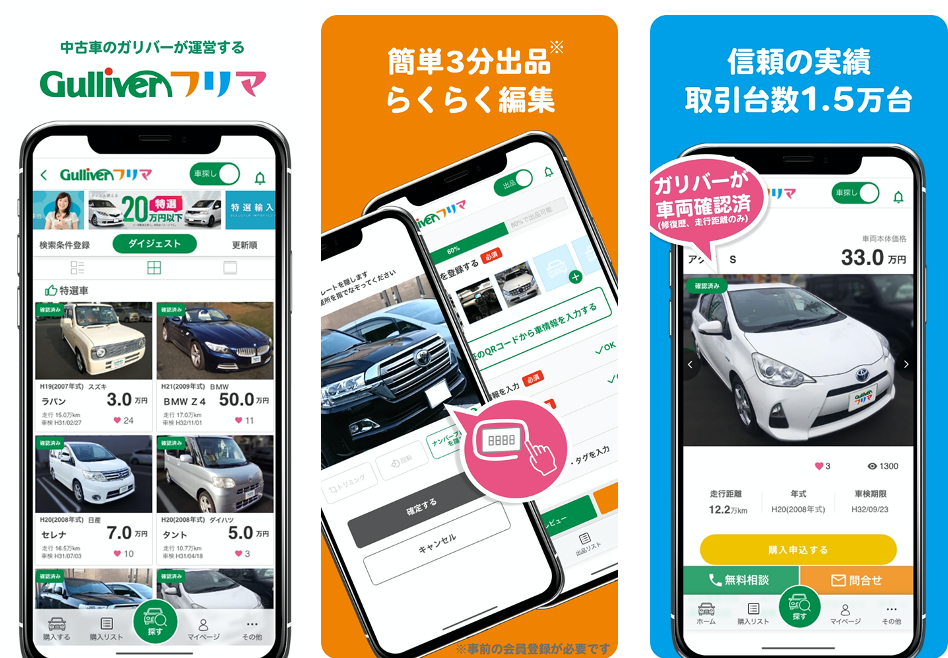 中古車のガリバーが運営する
Gulliverフリマ
Gulliverフリマ
車探し
20
特選
万円以下
特選輸入
検索条件登録
ダイジェスト
更新順
特選車
確認済み
確認済み
H19(2007年式) スズキ
ラパン
3.0万円
走行 15.0万km
車検 H31/02/27
24
H21(2009年式) BMW
BMW Z4
50.0万円
走行 17.0万km
車検 H32/11/01
11
確認済み
確認済み
H20(2008年式) 日産
セレナ
7.0万円
走行 16.5万km
車検 H31/07/03
10
H20(2008年式) ダイハツ
タント
5.0万円
走行 10.7万km
車検 H31/04/18
3
確認済み
確認済み
購入する
購入リスト
探す
マイページ
その他
簡単3分出品※
らくらく編集
liverフリマ
出品
60%
80%で出品可能
を登録する
必須
のQRコードから車情報を入力する
OK
報を入力
必須
・タグを入力
レビュー
出品リスト
レートを隠します
箇所を指でなぞってください
トリミング
回転
ナンバープレ
を隠
確定する
キャンセル
8888
※事前の会員登録が必要です
信頼の実績
取引台数1.5万台
リマ
車探し
ガリバーが
車両確認済
(修復歴、走行距離のみ)
車両本体価格
ア
S
33.0万円
確認済み
Gulliver
フリマ
3
1300
走行距離
12.2万km
年式
H20(2008年式)
車検期限
H32/09/23
購入申込する
無料相談
問合せ
ホーム
購入リスト
探す
マイページ
その他